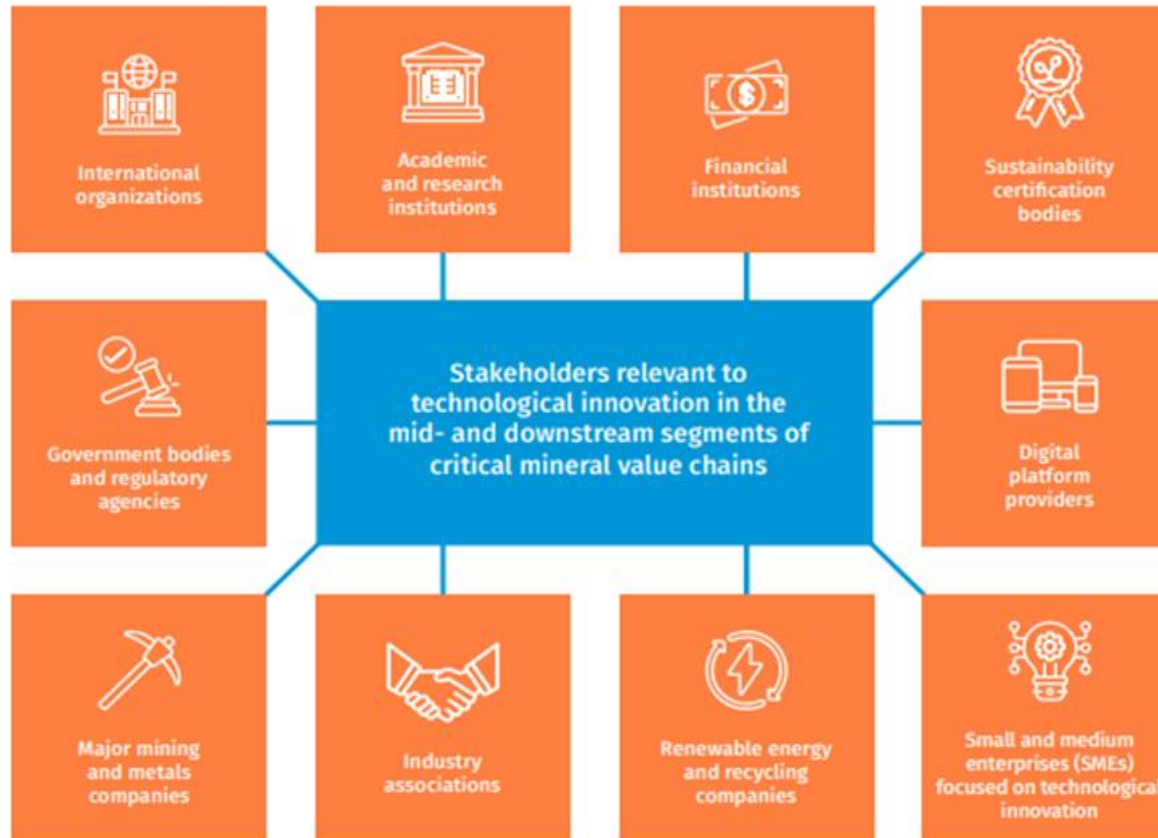 International
organizations
Academic
and research
institutions
Financial
institutions
Sustainability
certification
bodies
Government bodies
and regulatory
agencies
Stakeholders relevant to
technological innovation in the
mid- and downstream segments of
critical mineral value chains
Digital
platform
providers
Major mining
and metals
companies
Industry
associations
Renewable energy
and recycling
companies
Small and medium
enterprises (SMEs)
focused on technological
innovation